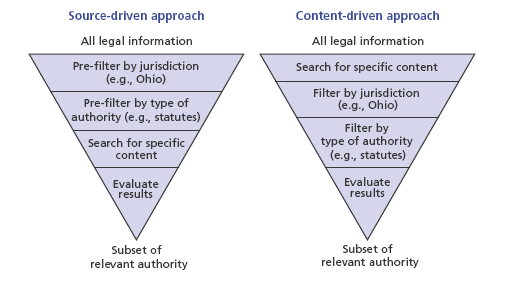 Source-driven approach
All legal information
Pre-filter by jurisdiction
(e.g., Ohio)
Pre-filter by type of
authority (e.g., statutes)
Search for specific
content
Evaluate
results
Subset of
relevant authority
Content-driven approach
All legal information
Search for specific content
Filter by jurisdiction
(e.g., Ohio)
Filter by
type of authority
(e.g., statutes)
Evaluate
results
Subset of
relevant authority